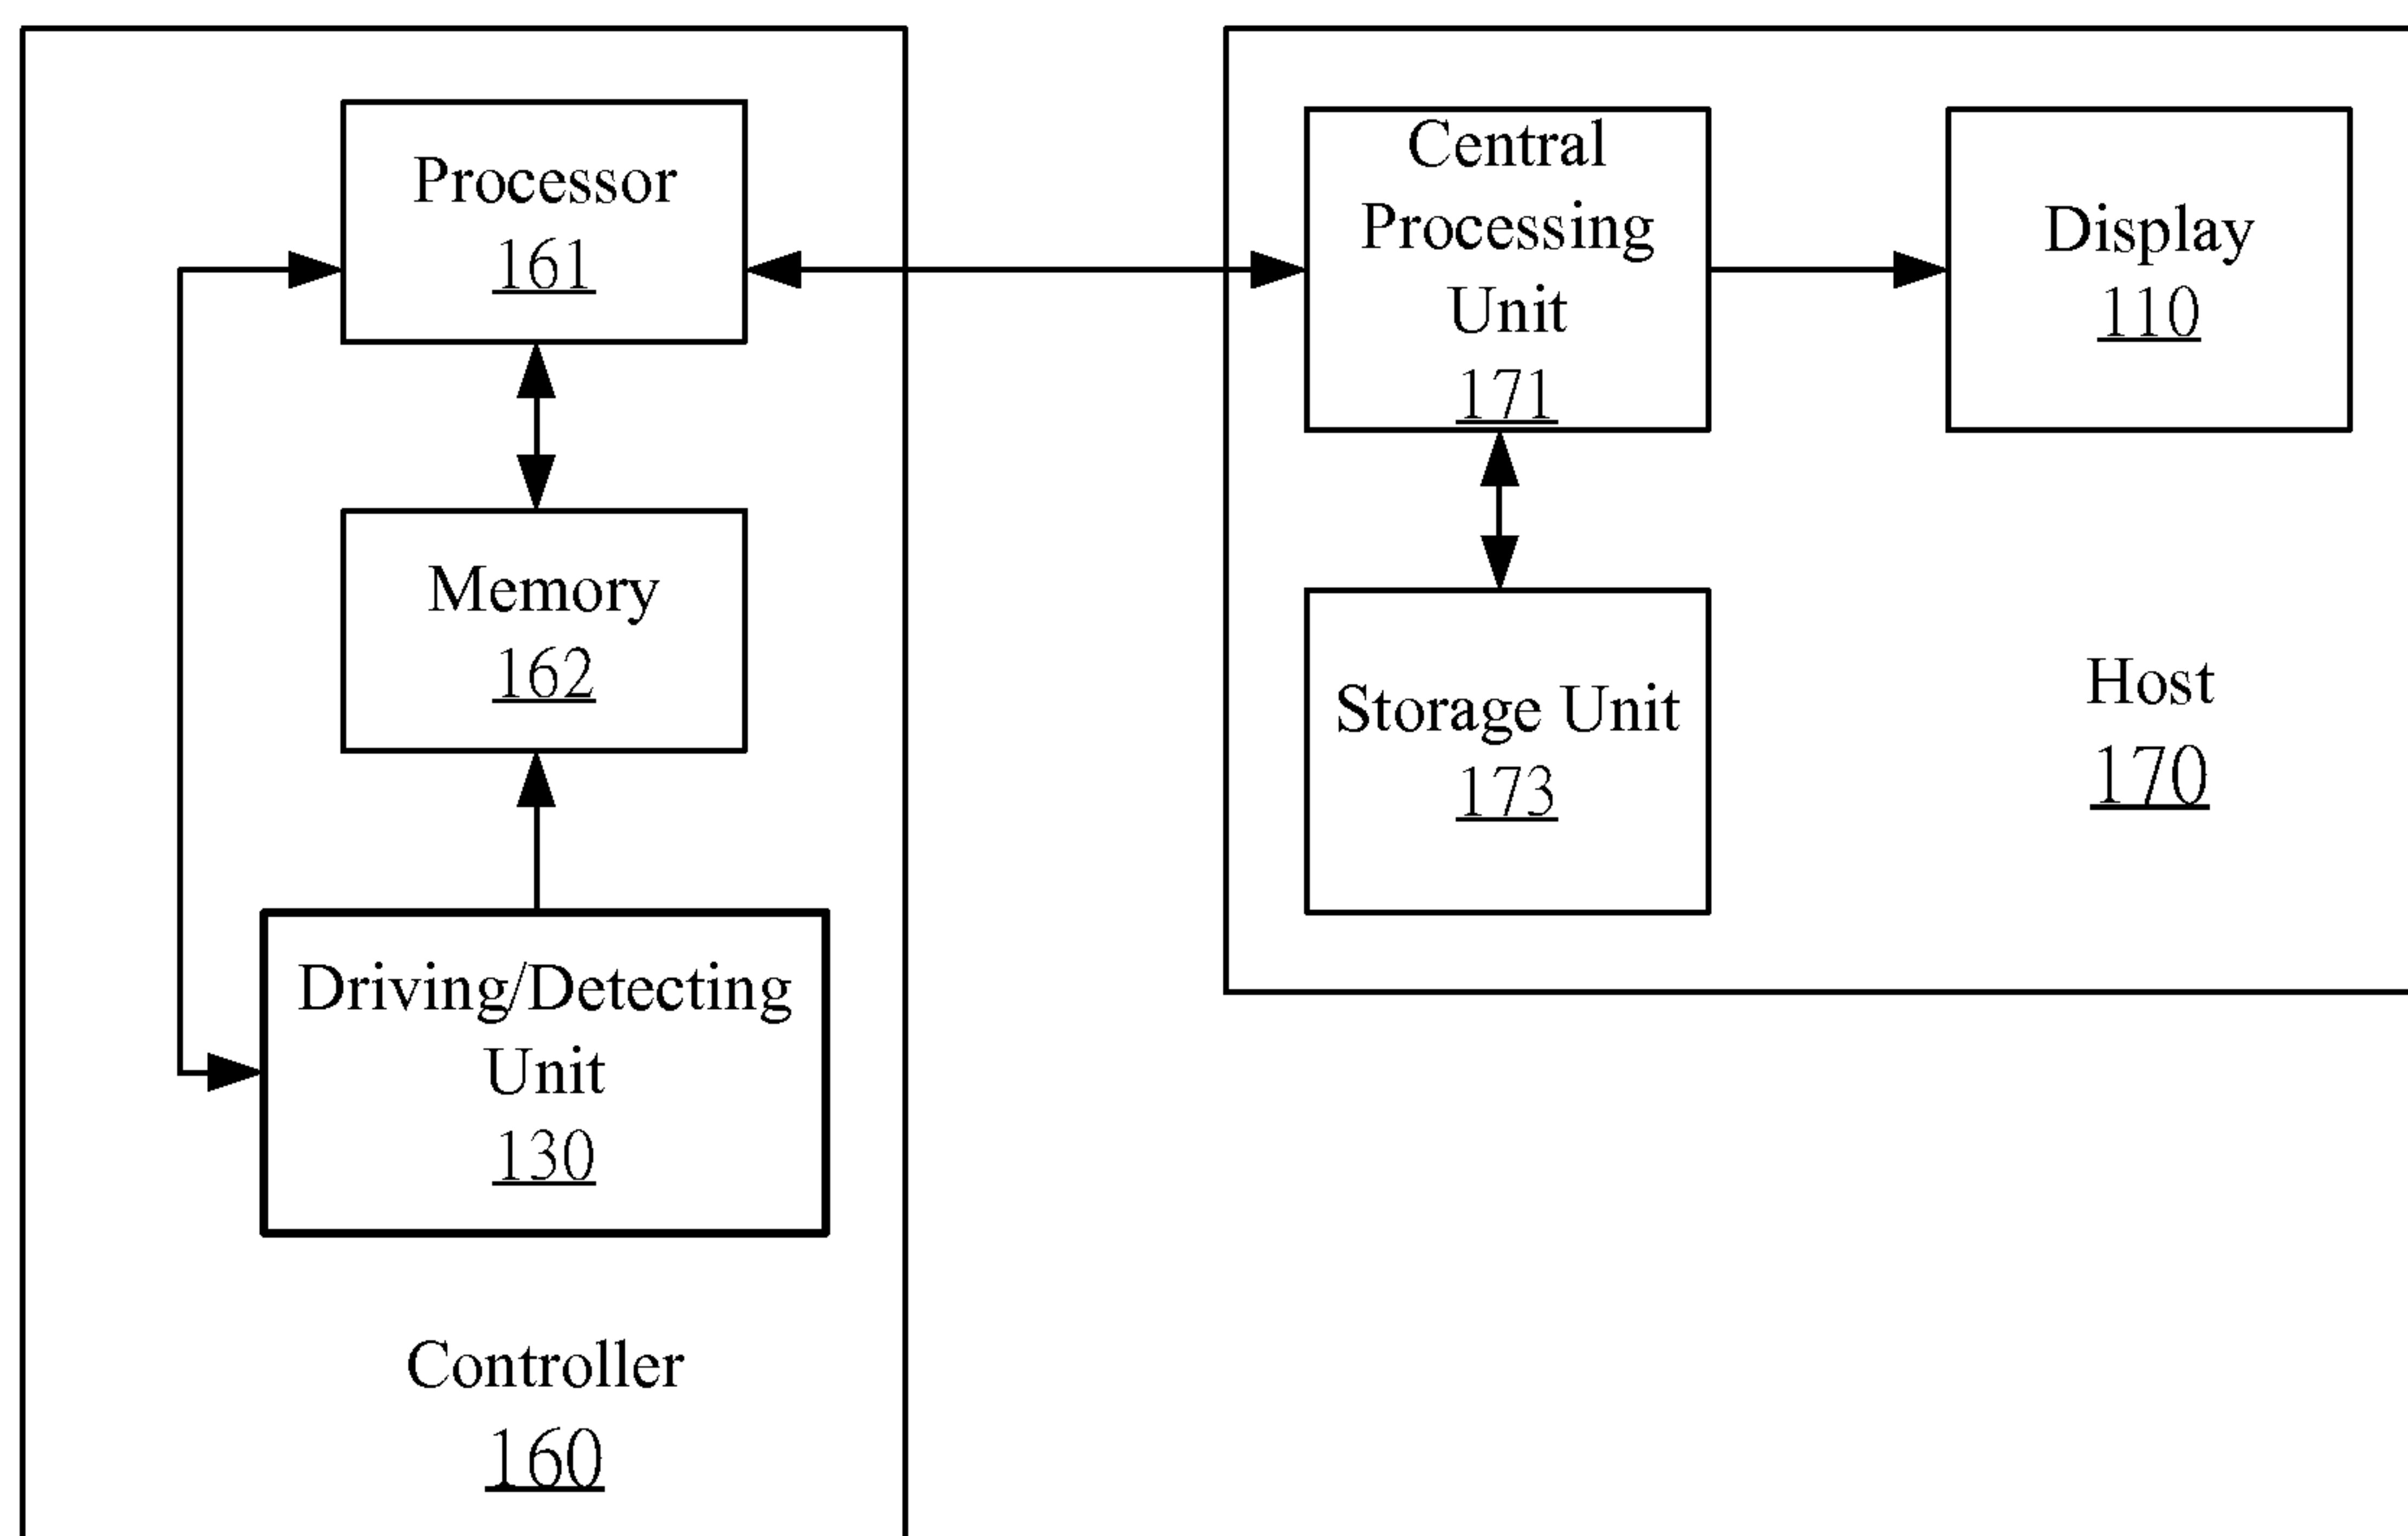 Processor
161
Memory
162
Driving/Detecting
Unit
130
Controller
160
Central
Processing
Unit
171
Display
110
Storage Unit
173
Host
170